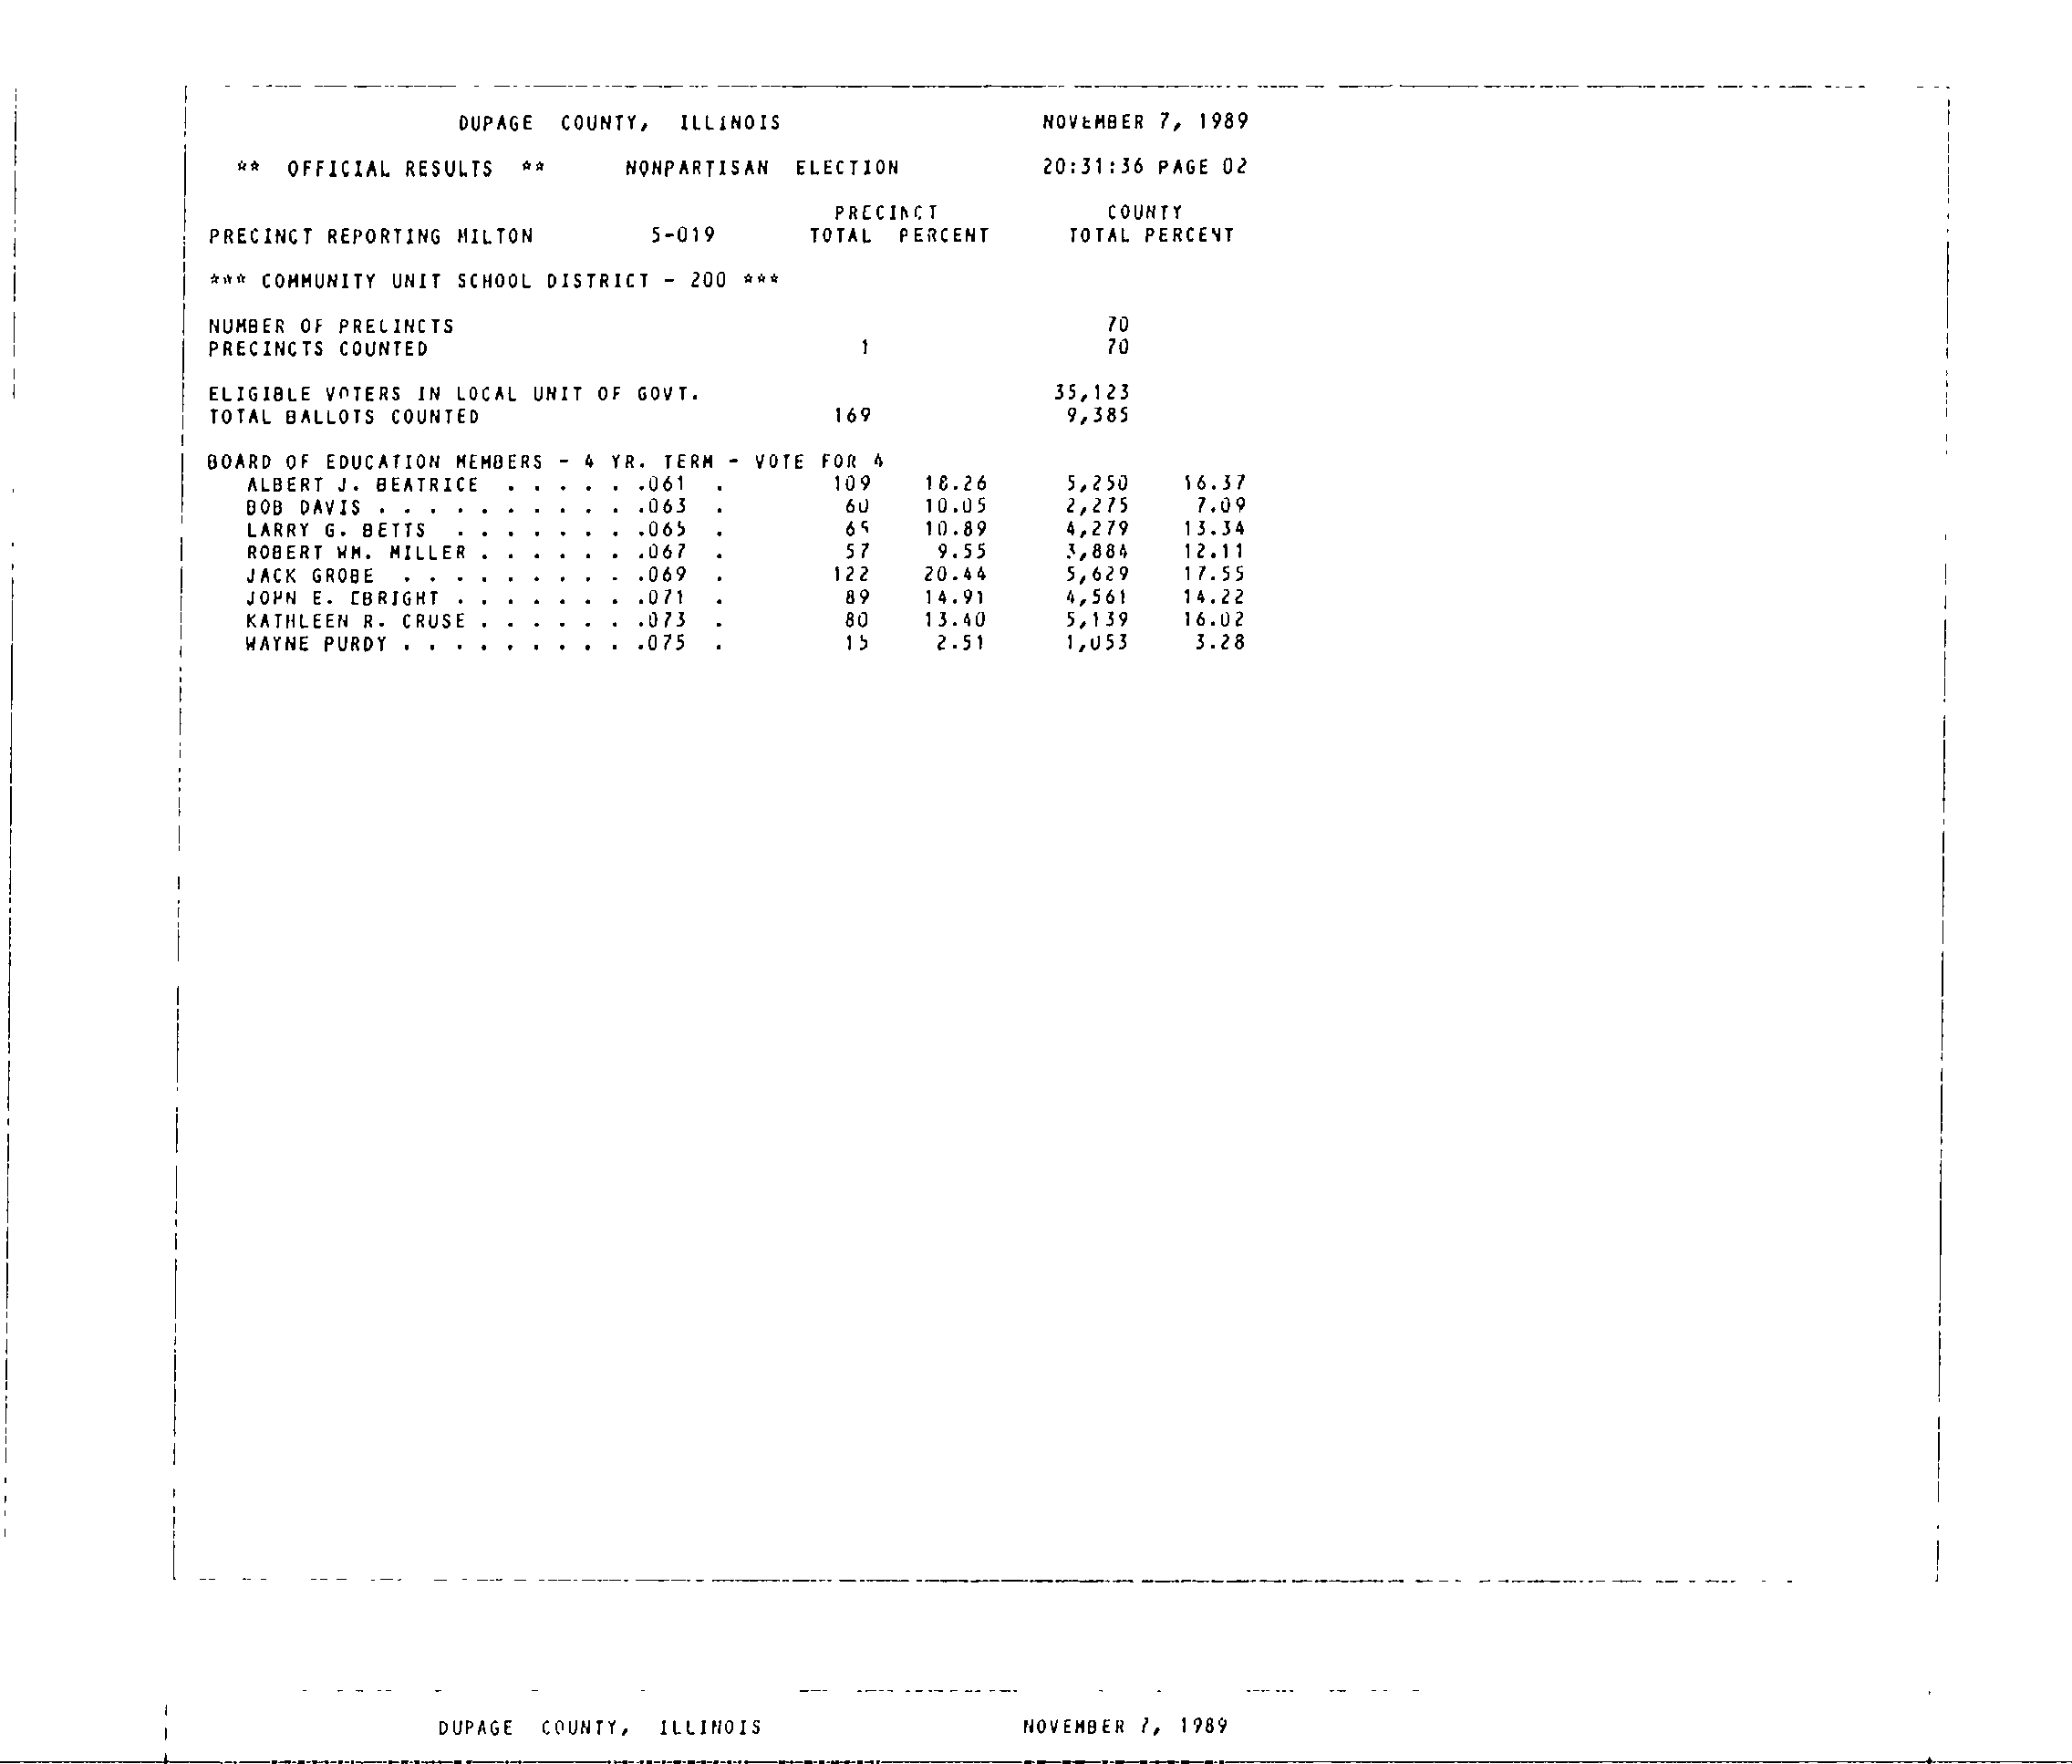 DUPAGE COUNTY, ILLINOIS NOVEMBER 7, 1989
** OFFICIAL RESULTS ** NONPARTISAN ELECTION 20:31:36 PAGE 02
PRECINCT COUNTY
PRECINCT REPORTING MILTON 5-019 TOTAL PERCENT TOTAL PERCENT
*** COMMUNITY UNIT SCHOOL DISTRICT - 200 ***
NUMBER OF PRECINCTS 70
PRECINCTS COUNTED 1 70
ELIGIBLE VOTERS IN LOCAL UNIT OF GOVT. 35,123
TOTAL BALLOTS COUNTED 169 9,385
BOARD OF EDUCATION MEMBERS - 4 YR. TERM - VOTE FOR 4
ALBERT J. BEATRICE . . . . . .061 . 109 18.26 5,250 16.37
BOB DAVIS . . . . . . . . . . .063 . 60 10.05 2,275 7.09
LARRY G. BETTS . . . . . . . .065 . 65 10.89 4,279 13.34
ROBERT WM. MILLER . . . . . . .067 . 57 9.55 3,884 12.11
JACK GROBE . . . . . . . . . .069 . 122 20.44 5,629 17.55
JOHN E. EBRIGHT . . . . . . . .071 . 89 14.91 4,561 14.22
KATHLEEN R. CRUSE . . . . . . .073 . 80 13.40 5,139 16.02
WAYNE PURDY . . . . . . . . . .075 . 15 2.51 1,053 3.28
DUPAGE COUNTY, ILLINOIS NOVEMBER 7, 1989